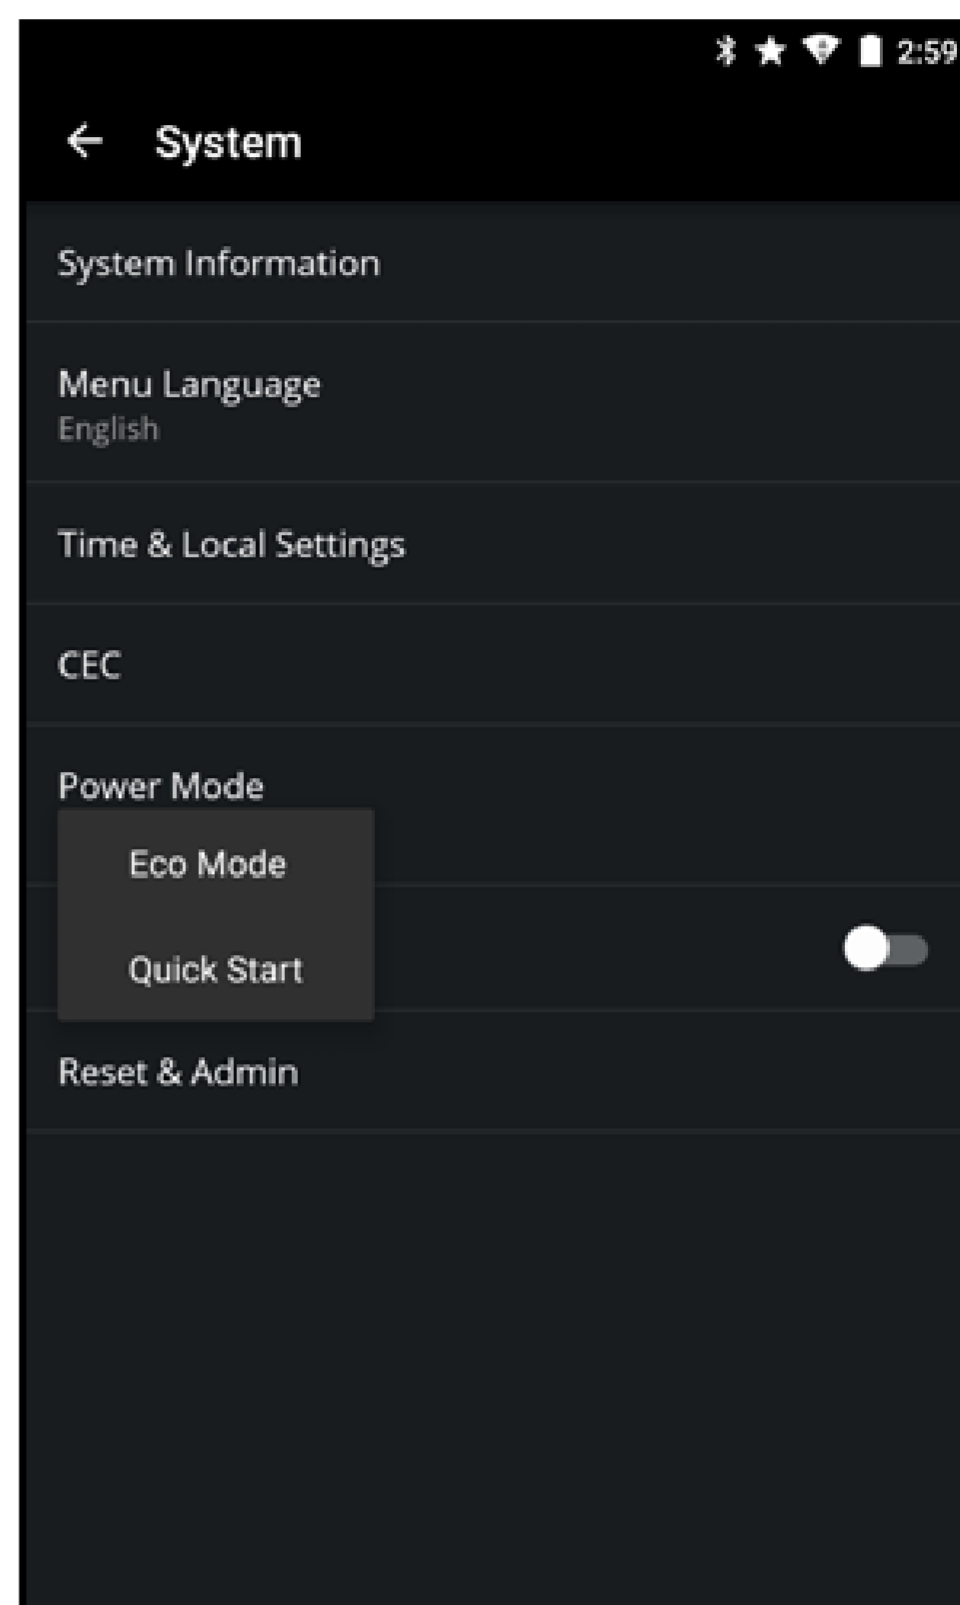 2:59
System
System Information
Menu Language
English
Time & Local Settings
CEC
Power Mode
Eco Mode
Quick Start
Reset & Admin